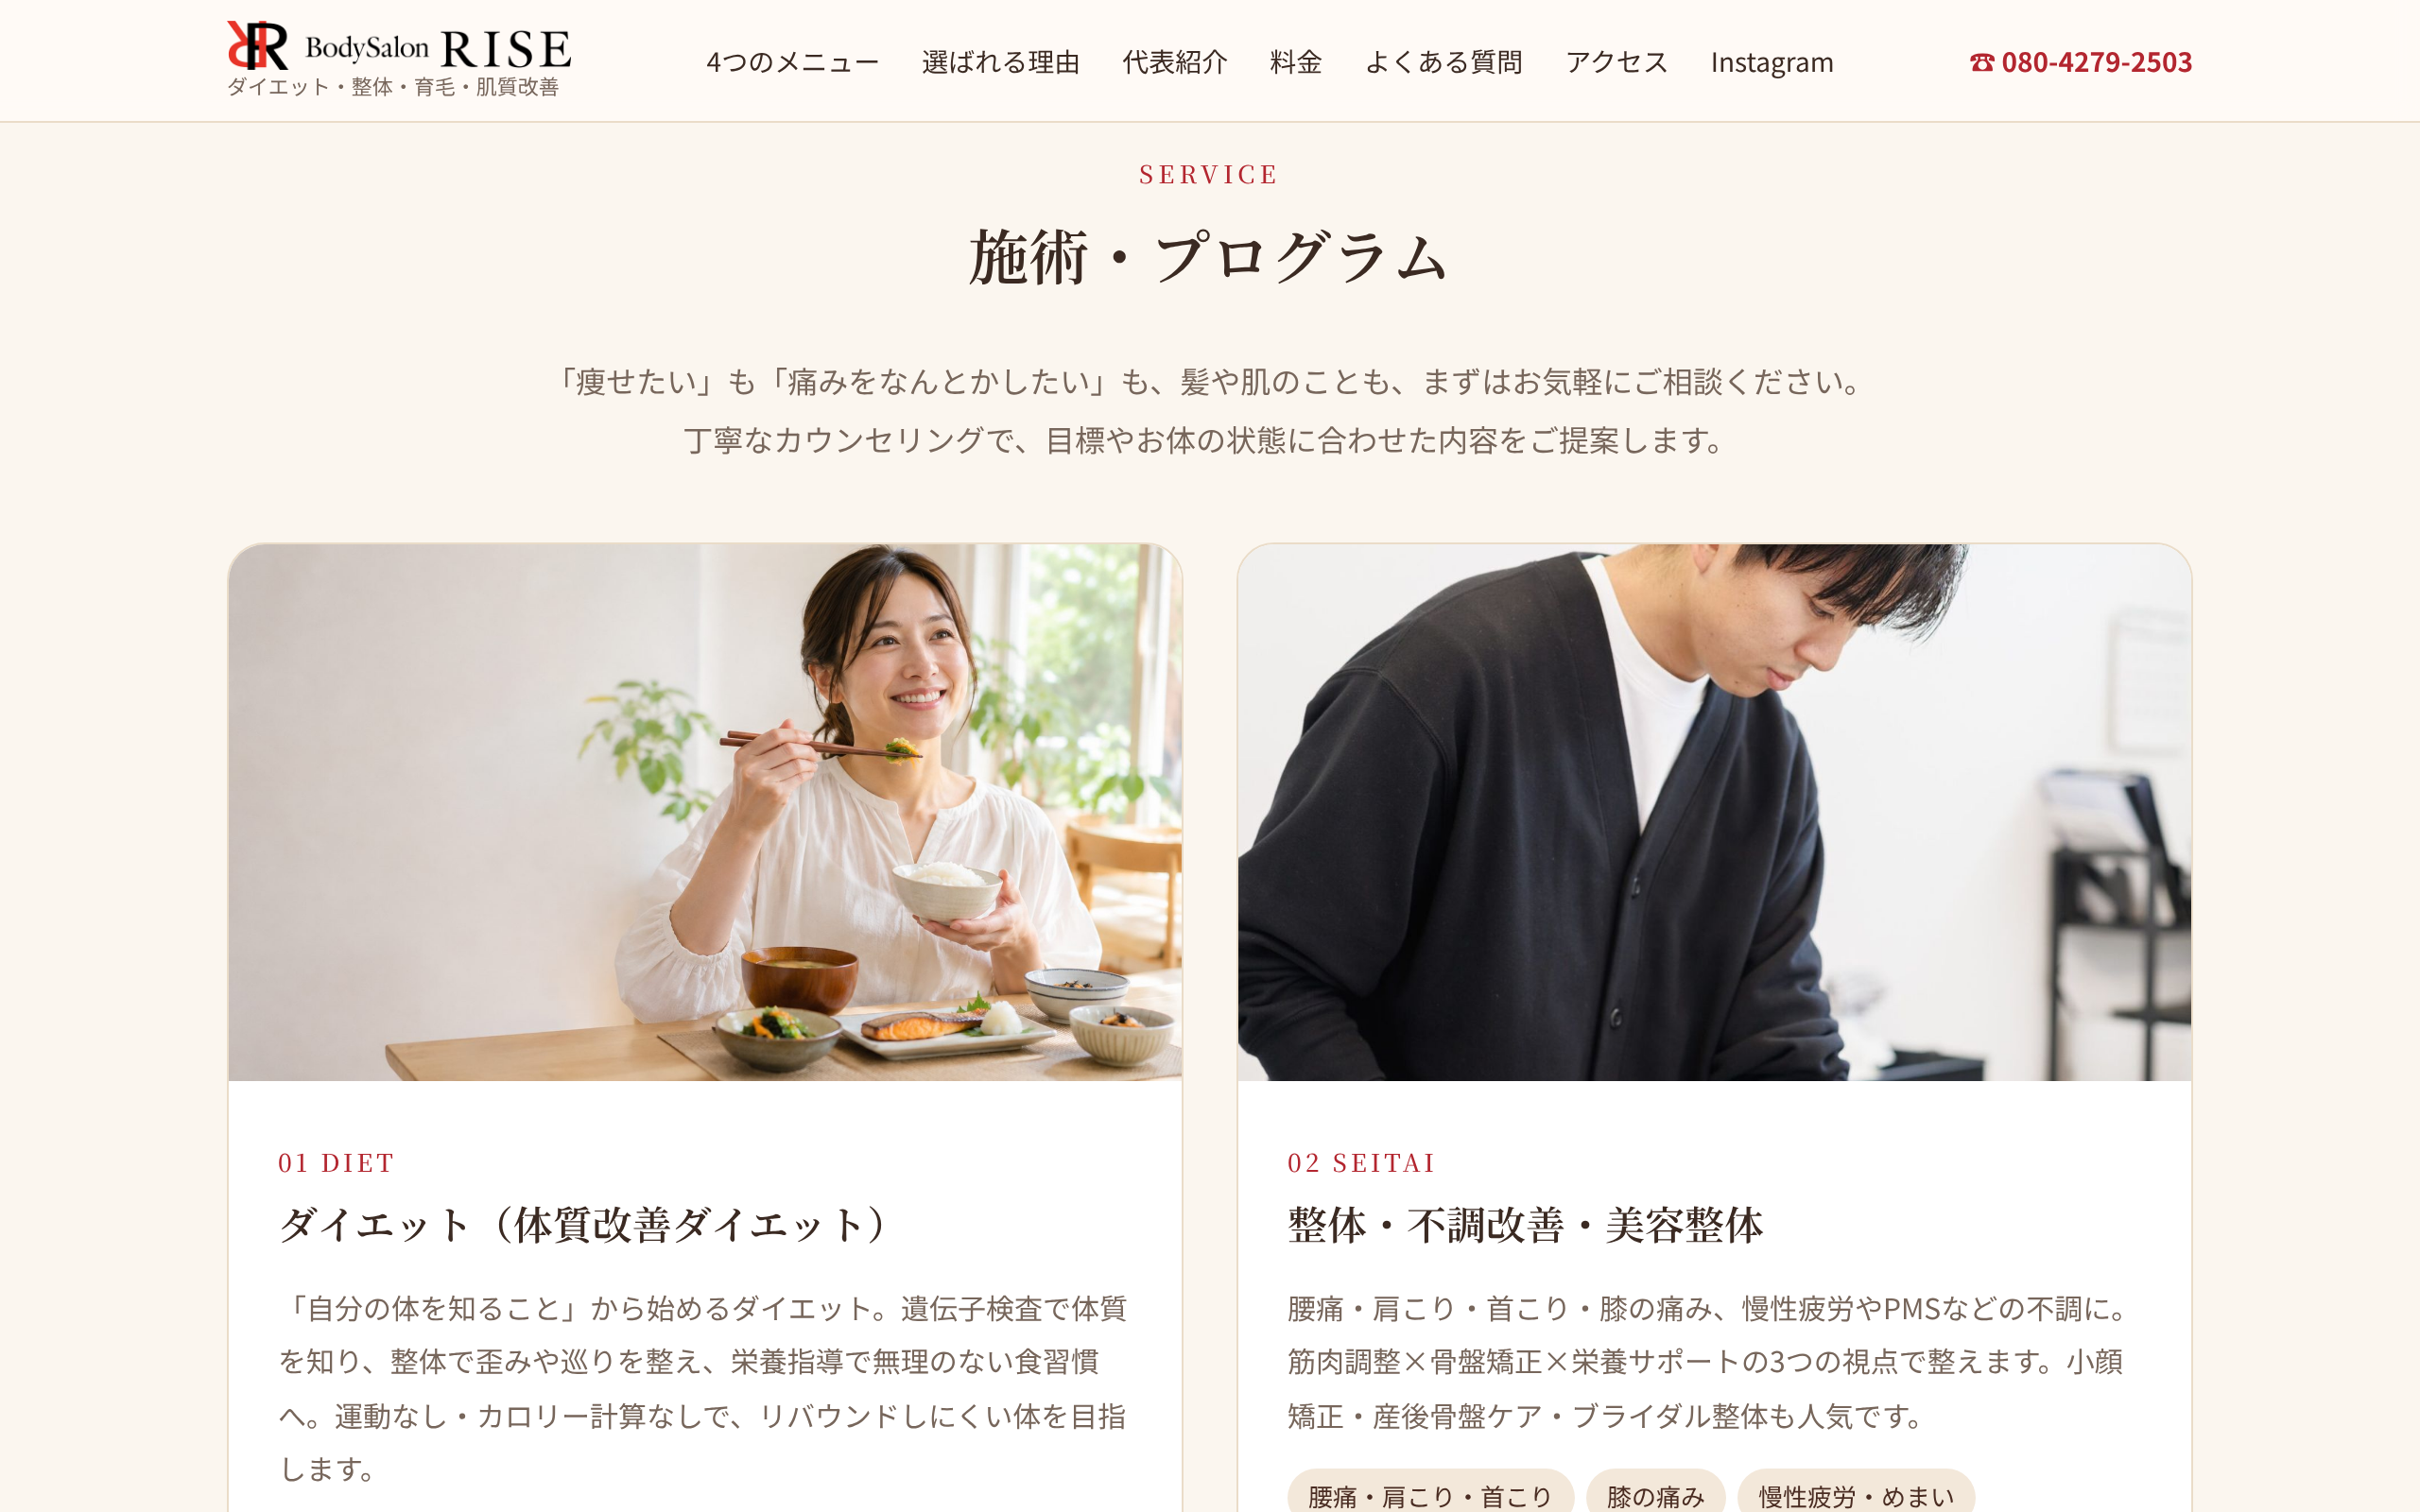 BodySalon RISE
ダイエット・整体・育毛・肌質改善
4つのメニュー 選ばれる理由 代表紹介 料金 よくある質問 アクセス Instagram
☎ 080-4279-2503
SERVICE
施術・プログラム
「痩せたい」も「痛みをなんとかしたい」も、髪や肌のことも、まずはお気軽にご相談ください。
丁寧なカウンセリングで、目標やお体の状態に合わせた内容をご提案します。
01 DIET
ダイエット（体質改善ダイエット）
「自分の体を知ること」から始めるダイエット。遺伝子検査で体質
を知り、整体で歪みや巡りを整え、栄養指導で無理のない食習慣
へ。運動なし・カロリー計算なしで、リバウンドしにくい体を目指
します。
02 SEITAI
整体・不調改善・美容整体
腰痛・肩こり・首こり・膝の痛み、慢性疲労やPMSなどの不調に。
筋肉調整×骨盤矯正×栄養サポートの3つの視点で整えます。小顔
矯正・産後骨盤ケア・ブライダル整体も人気です。
腰痛・肩こり・首こり 膝の痛み 慢性疲労・めまい